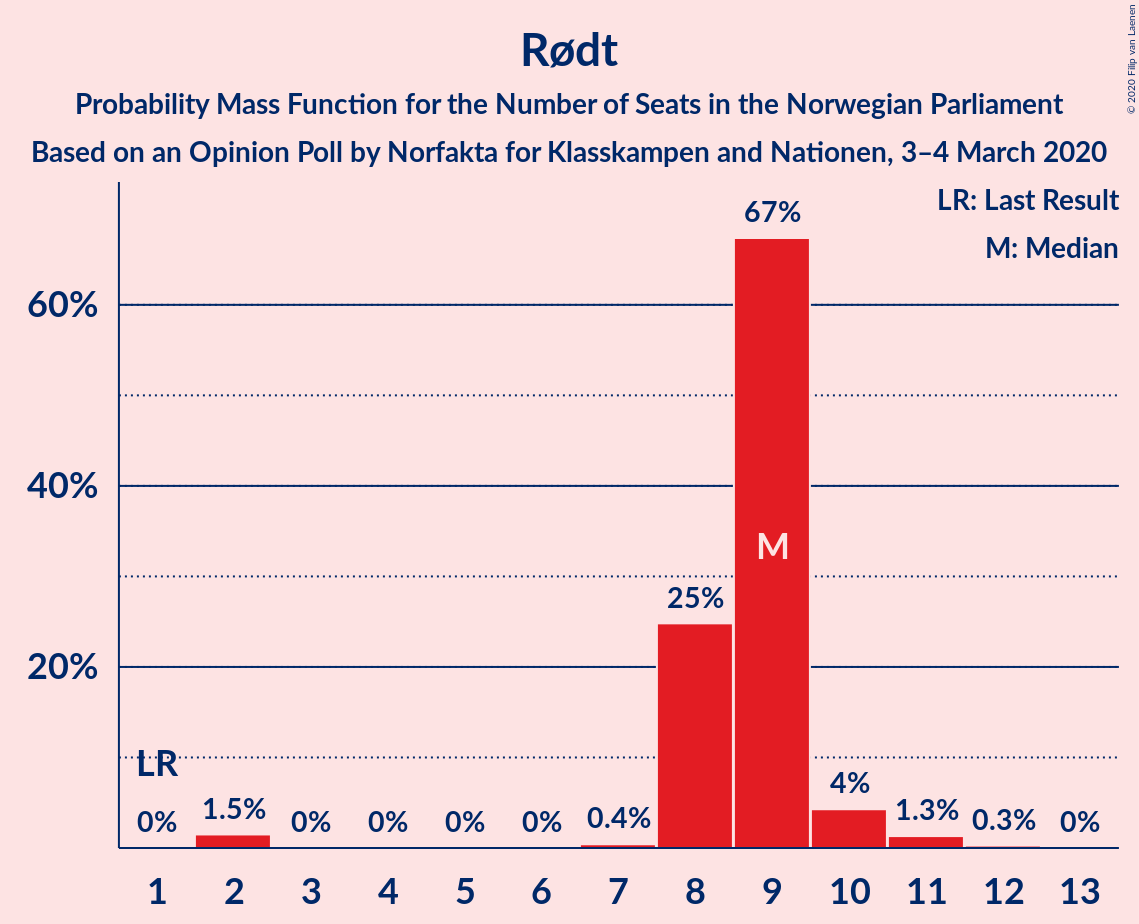 Rødt
Probability Mass Function for the Number of Seats in the Norwegian Parliament
Based on an Opinion Poll by Norfakta for Klasskampen and Nationen, 3–4 March 2020
© 2020 Filip van Laenen
LR: Last Result
M: Median
67%
60%
40%
M
25%
20%
LR
0% 1.5% 0% 0% 0% 0% 0.4% 4% 1.3% 0.3% 0%
1 2 3 4 5 6 7 8 9 10 11 12 13